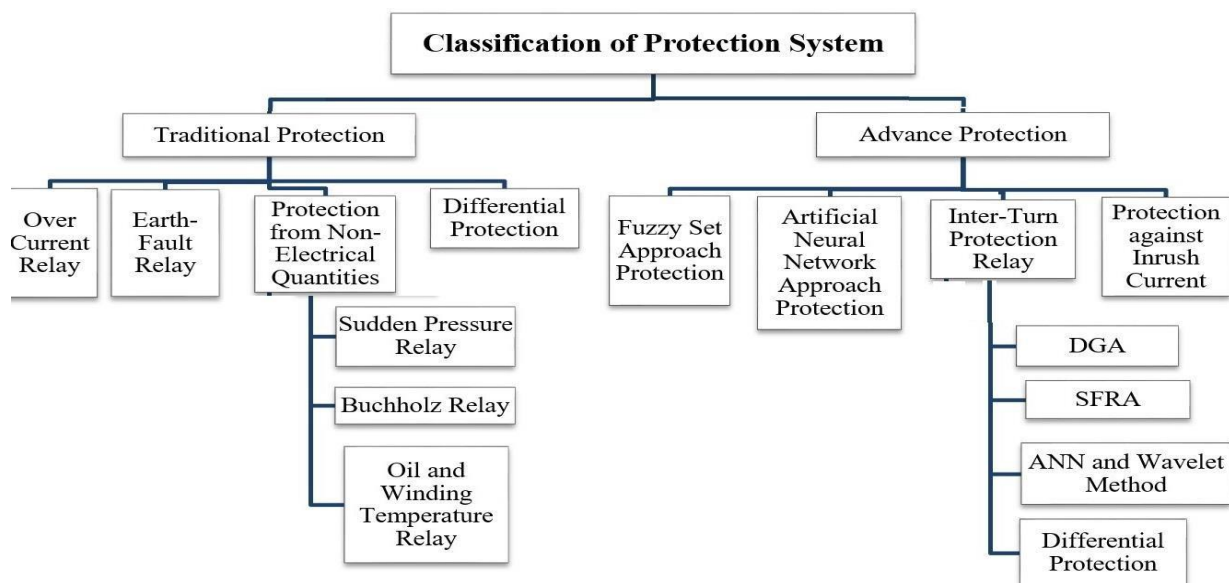 Classification of Protection System
Traditional Protection
Advance Protection
Over
Current
Relay
Earth-
Fault
Relay
Protection
from Non-
Electrical
Quantities
Differential
Protection
Fuzzy Set
Approach
Protection
Artificial
Neural
Network
Approach
Protection
Inter-Turn
Protection
Relay
Protection
against
Inrush
Current
Sudden Pressure
Relay
Buchholz Relay
Oil and
Winding
Temperature
Relay
DGA
SFRA
ANN and Wavelet
Method
Differential
Protection